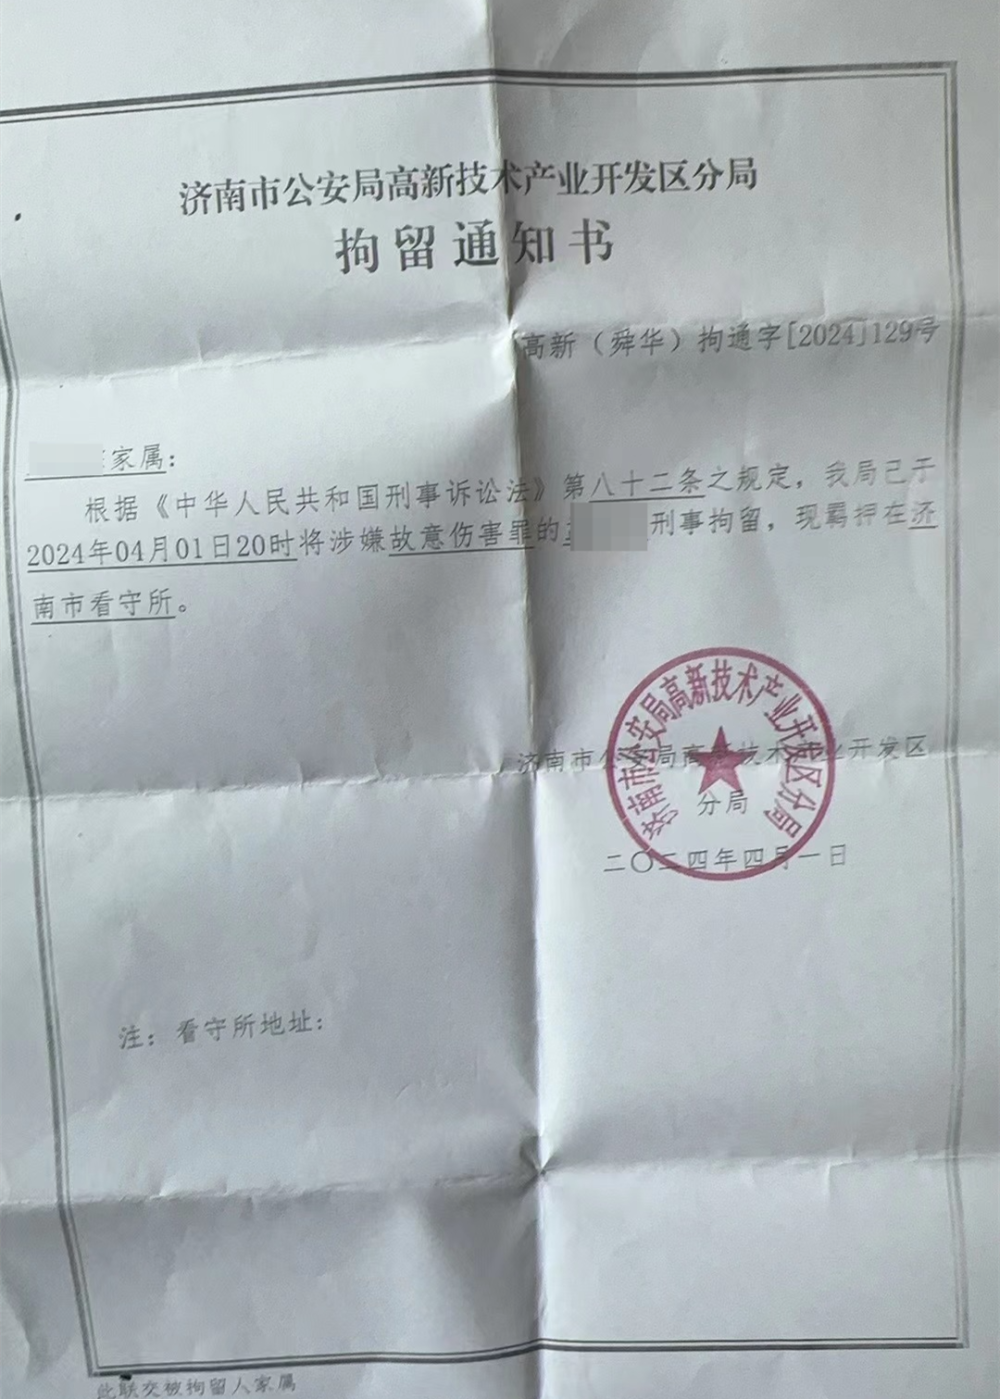 济南市公安局高新技术产业开发区分局
拘留通知书
高新（舜华）拘通字[2024]129号
家属：
根据《中华人民共和国刑事诉讼法》第八十二条之规定，我局已于
2024年04月01日20时将涉嫌故意伤害罪的 刑事拘留，现羁押在济
南市看守所。
济南市公安局高新技术产业开发区分局
济南市公安局高新技术产业开发区
分局
二〇二四年四月一日
注：看守所地址：
此联交被拘留人家属